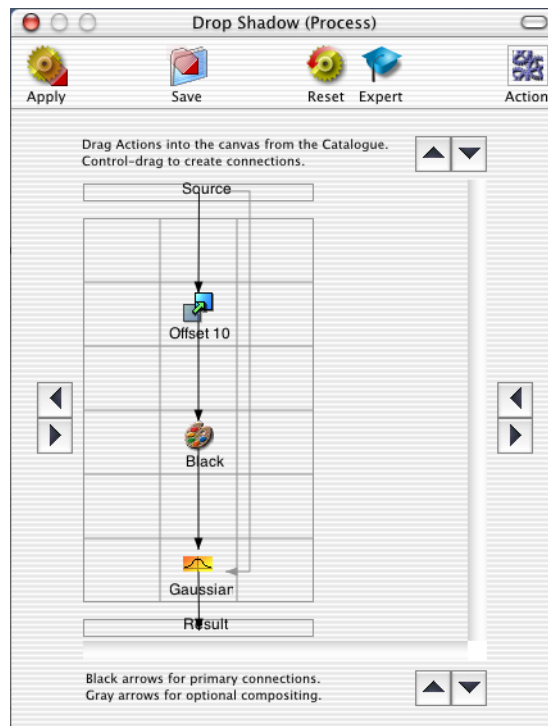 Drop Shadow (Process)
Apply
Save
Reset
Expert
Action
Drag Actions into the canvas from the Catalogue.
Control-drag to create connections.
Source
Offset 10
Black
Gaussian
Result
Black arrows for primary connections.
Gray arrows for optional compositing.